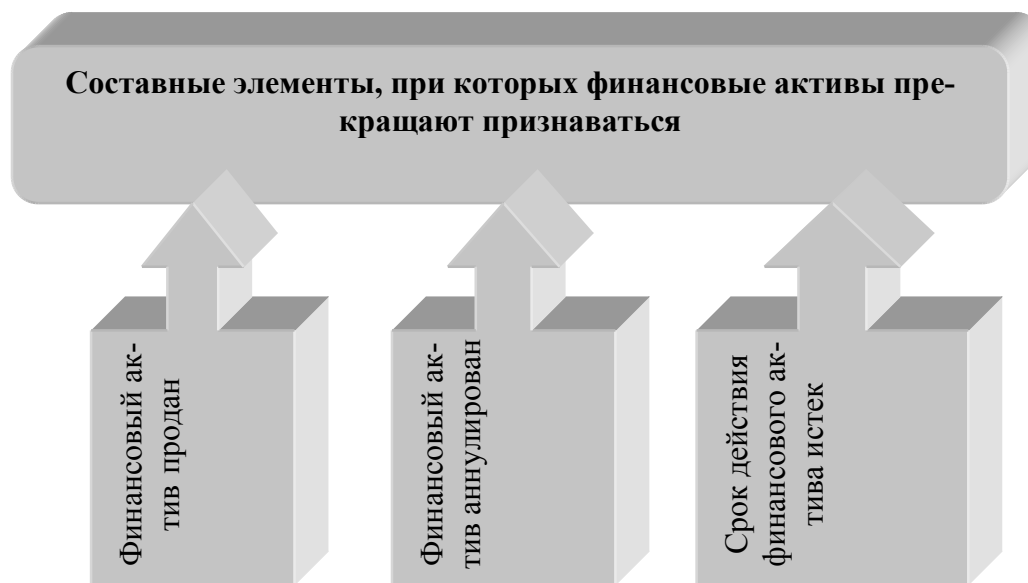 Составные элементы, при которых финансовые активы пре-
кращают признаваться
Финансовый ак-
тив продан
Финансовый ак-
тив аннулирован
Срок действия
финансового ак-
тива истек